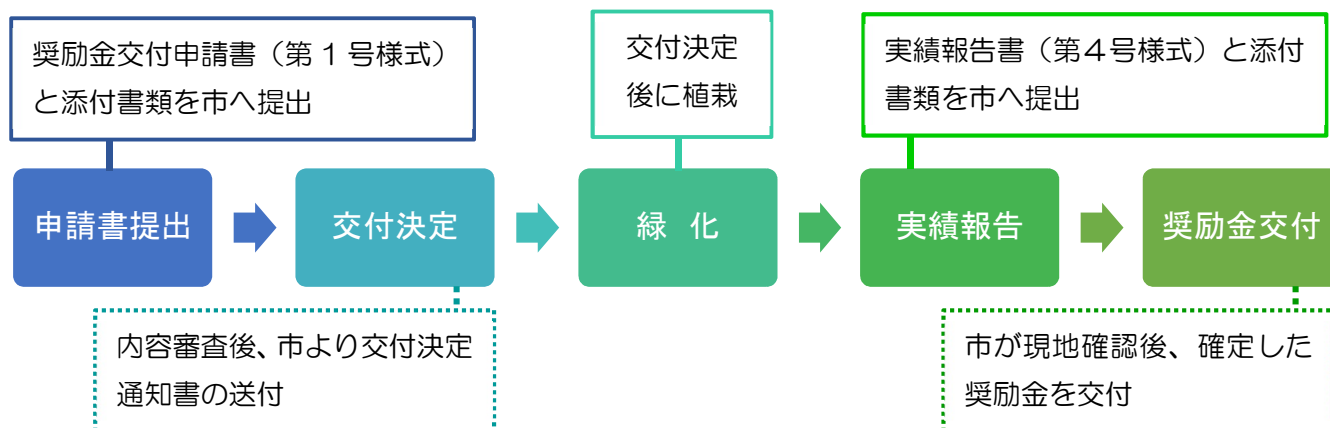 奨励金交付申請書（第１号様式）
と添付書類を市へ提出
交付決定
後に植栽
実績報告書（第４号様式）と添付
書類を市へ提出
申請書提出
交付決定
緑 化
実績報告
奨励金交付
内容審査後、市より交付決定
通知書の送付
市が現地確認後、確定した
奨励金を交付